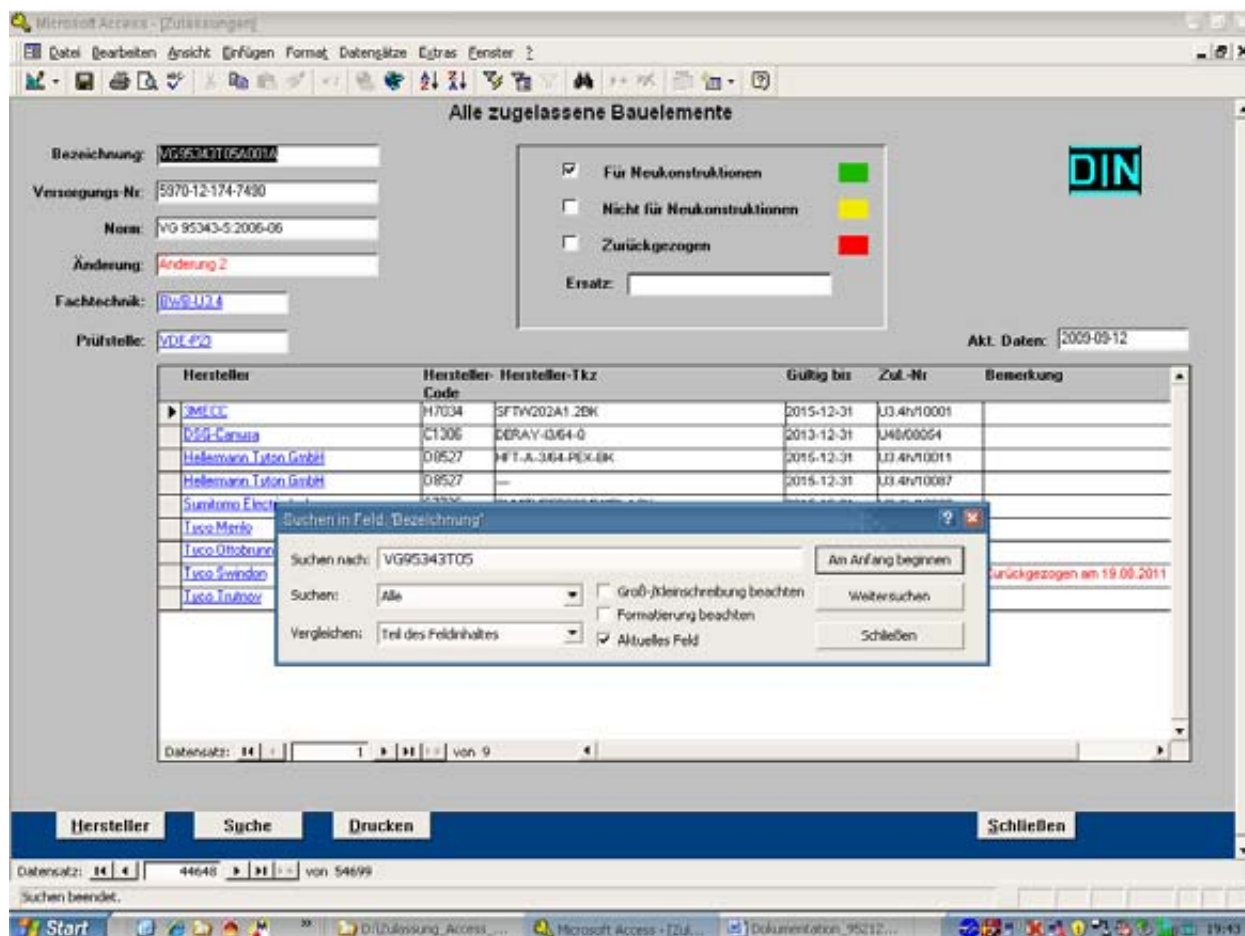 Microsoft Access - [Zulassungen]
Datei Bearbeiten Ansicht Einfügen Format Datensätze Extras Fenster ?
Alle zugelassene Bauelemente
Bezeichnung: VG95343T05A001A
Versorgungs-Nr: 5970-12-174-7490
Norm: VG 95343-5:2006-06
Änderung: Änderung 2
Fachtechnik: BWB-U3.4
Prüfstelle: VDE-PZI
Für Neukonstruktionen
Nicht für Neukonstruktionen
Zurückgezogen
Ersatz:
DIN
Akt. Daten: 2009-09-12
Hersteller Hersteller-Code Hersteller-Tkz Gültig bis Zul.-Nr Bemerkung
3MECC H7034 SFTW202A1.2BK 2015-12-31 U3.4h/10001
DSG-Canusa C1306 DERAY-I3/64-0 2013-12-31 U48/08054
Hellermann Tyton GmbH D8527 HFT-A-3/64-PEX-BK 2015-12-31 U3.4h/10011
Hellermann Tyton GmbH D8527 --- 2015-12-31 U3.4h/10087
Sumitomo
Tyco Menlo
Tyco Ottobrunn
Tyco Swindon zurückgezogen am 19.08.2011
Tyco Trutnov
Suchen in Feld: 'Bezeichnung'
Suchen nach: VG95343T05
Am Anfang beginnen
Suchen: Alle
Groß-/Kleinschreibung beachten
Weitersuchen
Formatierung beachten
Vergleichen: Teil des Feldinhaltes
Aktuelles Feld
Schließen
Datensatz: 1 von 9
Hersteller Suche Drucken Schließen
Datensatz: 44648 von 54699
Suchen beendet.
Start D:\Zulassung_Access_... Microsoft Access - [Zul... Dokumentation_95212... 19:43